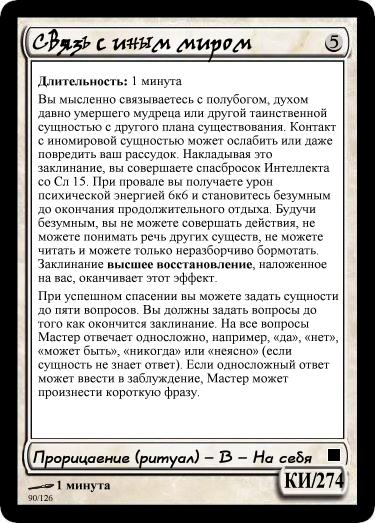 Связь с иным миром
5
Длительность: 1 минута
Вы мысленно связываетесь с полубогом, духом
давно умершего мудреца или другой таинственной
сущностью с другого плана существования. Контакт
с иномировой сущностью может ослабить или даже
повредить ваш рассудок. Накладывая это
заклинание, вы совершаете спасбросок Интеллекта
со Сл 15. При провале вы получаете урон
психической энергией 6к6 и становитесь безумным
до окончания продолжительного отдыха. Будучи
безумным, вы не можете совершать действия, не
можете понимать речь других существ, не можете
читать и можете только неразборчиво бормотать.
Заклинание высшее восстановление, наложенное
на вас, оканчивает этот эффект.
При успешном спасении вы можете задать сущности
до пяти вопросов. Вы должны задать вопросы до
того как окончится заклинание. На все вопросы
Мастер отвечает односложно, например, «да», «нет»,
«может быть», «никогда» или «неясно» (если
сущность не знает ответ). Если односложный ответ
может ввести в заблуждение, Мастер может
произнести короткую фразу.
Прорицаение (ритуал) – В – На себя
1 минута
КИ/274
90/126